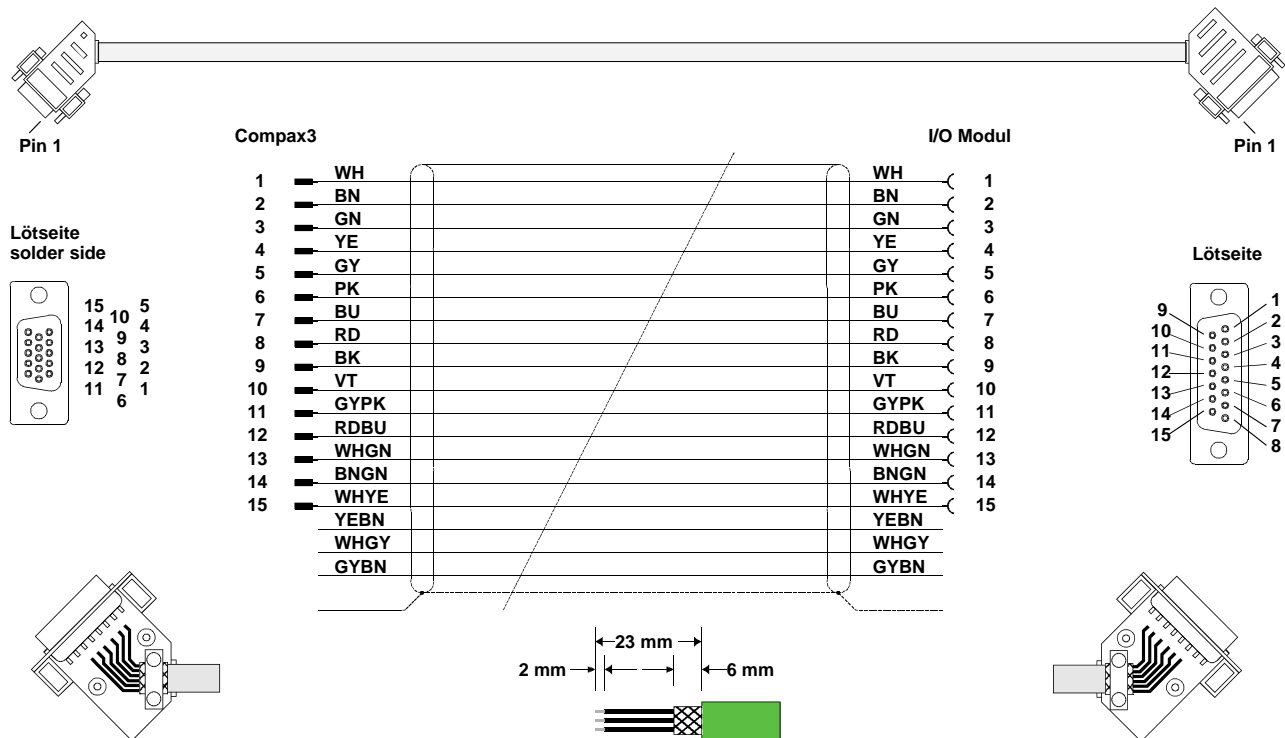 Pin 1
Pin 1
Compax3
I/O Modul
1 WH WH 1
2 BN BN 2
3 GN GN 3
4 YE YE 4
5 GY GY 5
6 PK PK 6
7 BU BU 7
8 RD RD 8
9 BK BK 9
10 VT VT 10
11 GYPK GYPK 11
12 RDBU RDBU 12
13 WHGN WHGN 13
14 BNGN BNGN 14
15 WHYE WHYE 15
YEBN YEBN
WHGY WHGY
GYBN GYBN
Lötseite
solder side
15 5
10
14 4
9
13 3
8
12 2
7
11 1
6
Lötseite
1
9
2
10
3
11
4
12
5
13
6
14
7
15
8
23 mm
2 mm 6 mm